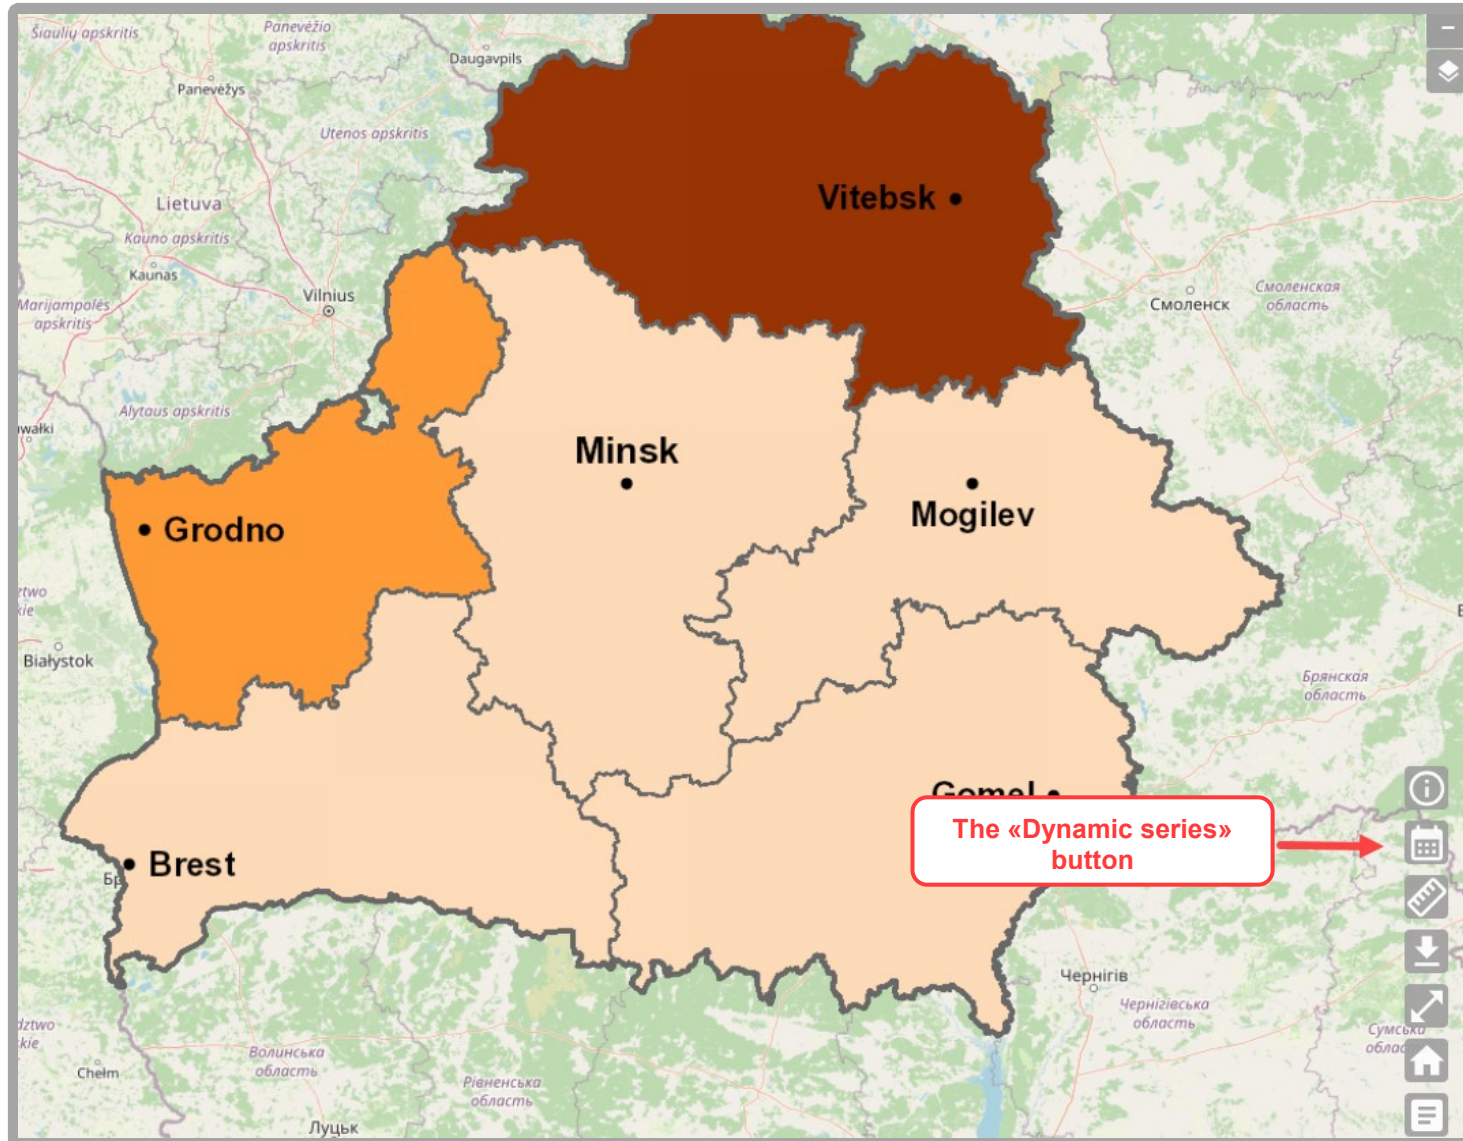 Šiaulių apskritis
Panevėžio
apskritis
Daugavpils
Panevėžys
Utenos apskritis
Vitebsk
Lietuva
Kauno apskritis
Kaunas
Vilnius
Marijampolės
apskritis
Смоленск
Смоленская
область
Alytaus apskritis
Minsk
Mogilev
Grodno
Białystok
Брянская
область
Gomel
The «Dynamic series»
button
Brest
Чернігів
Чернігівська
область
Волинська
область
Рівненська
область
Chełm
Луцьк